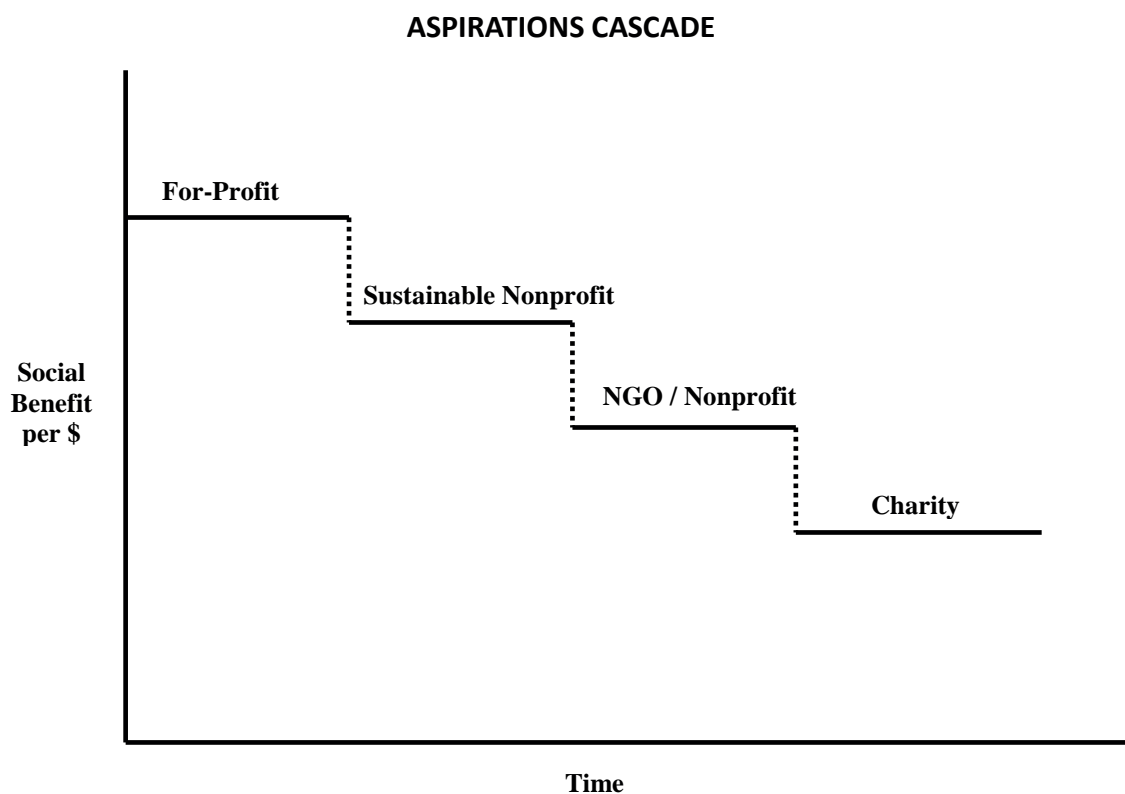 ASPIRATIONS CASCADE
For-Profit
Sustainable Nonprofit
Social
Benefit
per $
NGO / Nonprofit
Charity
Time